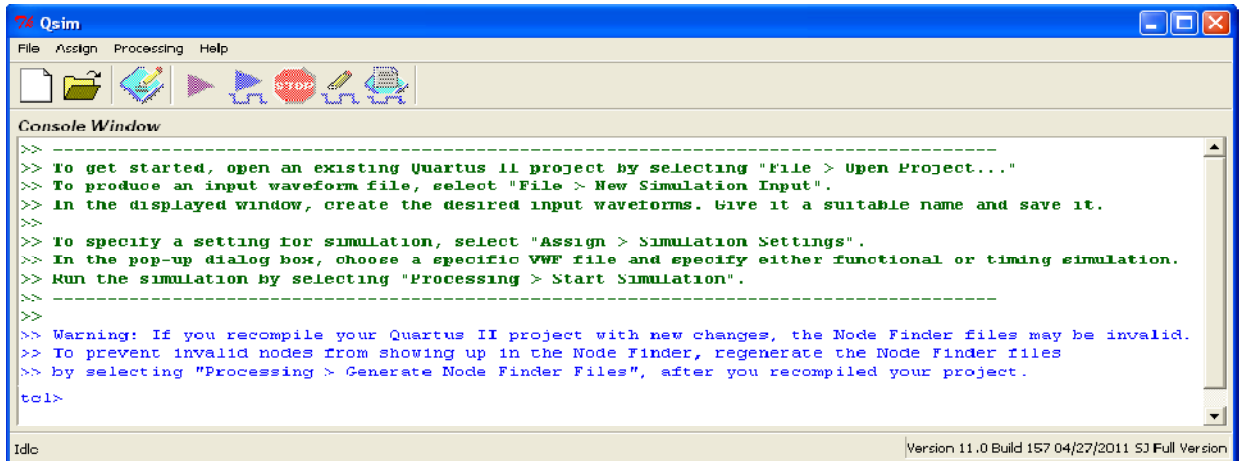 Qsim
File Assign Processing Help
STOP
Console Window
>> --------------------------------------------------------------------------------
>> To get started, open an existing Quartus II project by selecting "File > Open Project..."
>> To produce an input waveform file, select "File > New Simulation Input".
>> In the displayed window, create the desired input waveforms. Give it a suitable name and save it.
>>
>> To specify a setting for simulation, select "Assign > Simulation Settings".
>> In the pop-up dialog box, choose a specific VWF file and specify either functional or timing simulation.
>> Run the simulation by selecting "Processing > Start Simulation".
>> --------------------------------------------------------------------------------
>>
>> Warning: If you recompile your Quartus II project with new changes, the Node Finder files may be invalid.
>> To prevent invalid nodes from showing up in the Node Finder, regenerate the Node Finder files
>> by selecting "Processing > Generate Node Finder Files", after you recompiled your project.
tcl>
Idle
Version 11.0 Build 157 04/27/2011 SJ Full Version